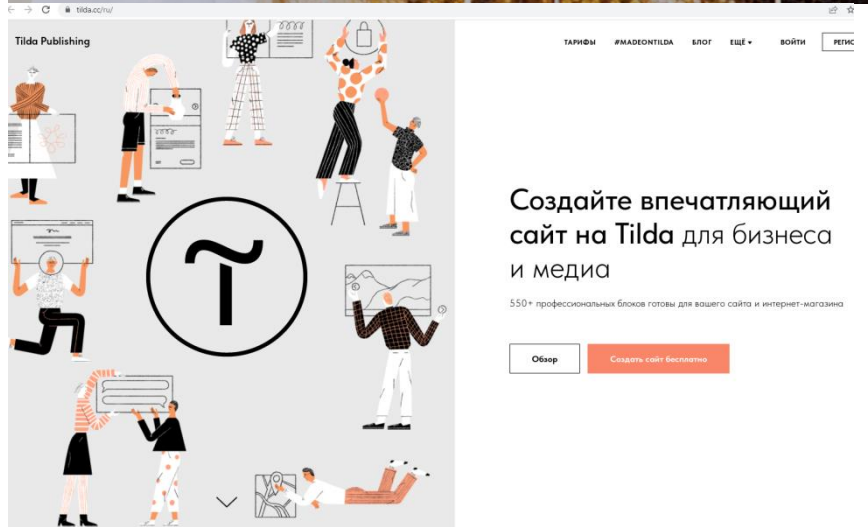 tilda.cc/ru/
Tilda Publishing
ТАРИФЫ #MADEONTILDA БЛОГ ЕЩЁ ВОЙТИ РЕГИС
Создайте впечатляющий
сайт на Tilda для бизнеса
и медиа
550+ профессиональных блоков готовы для вашего сайта и интернет-магазина
Обзор Создать сайт бесплатно